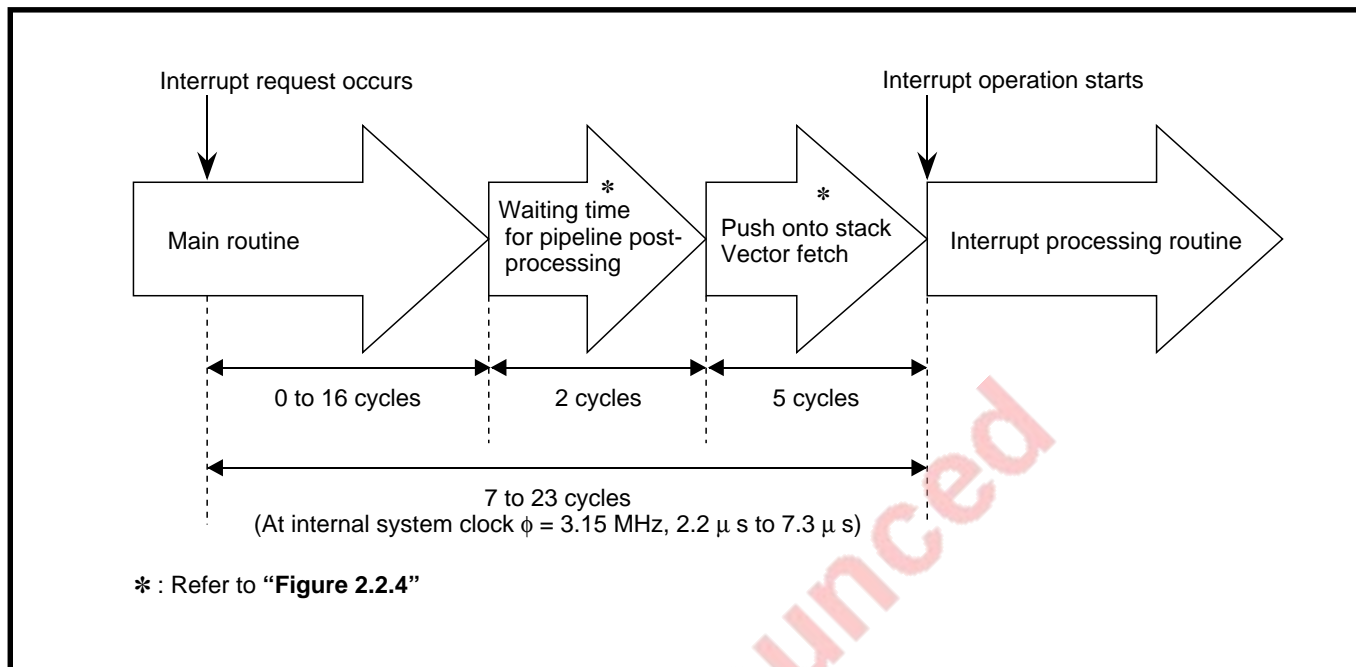 Interrupt request occurs
Interrupt operation starts
Main routine
Waiting time
for pipeline post-
processing
*
Push onto stack
Vector fetch
*
Interrupt processing routine
0 to 16 cycles
2 cycles
5 cycles
7 to 23 cycles
(At internal system clock ϕ = 3.15 MHz, 2.2 μ s to 7.3 μ s)
* : Refer to “Figure 2.2.4”
unced